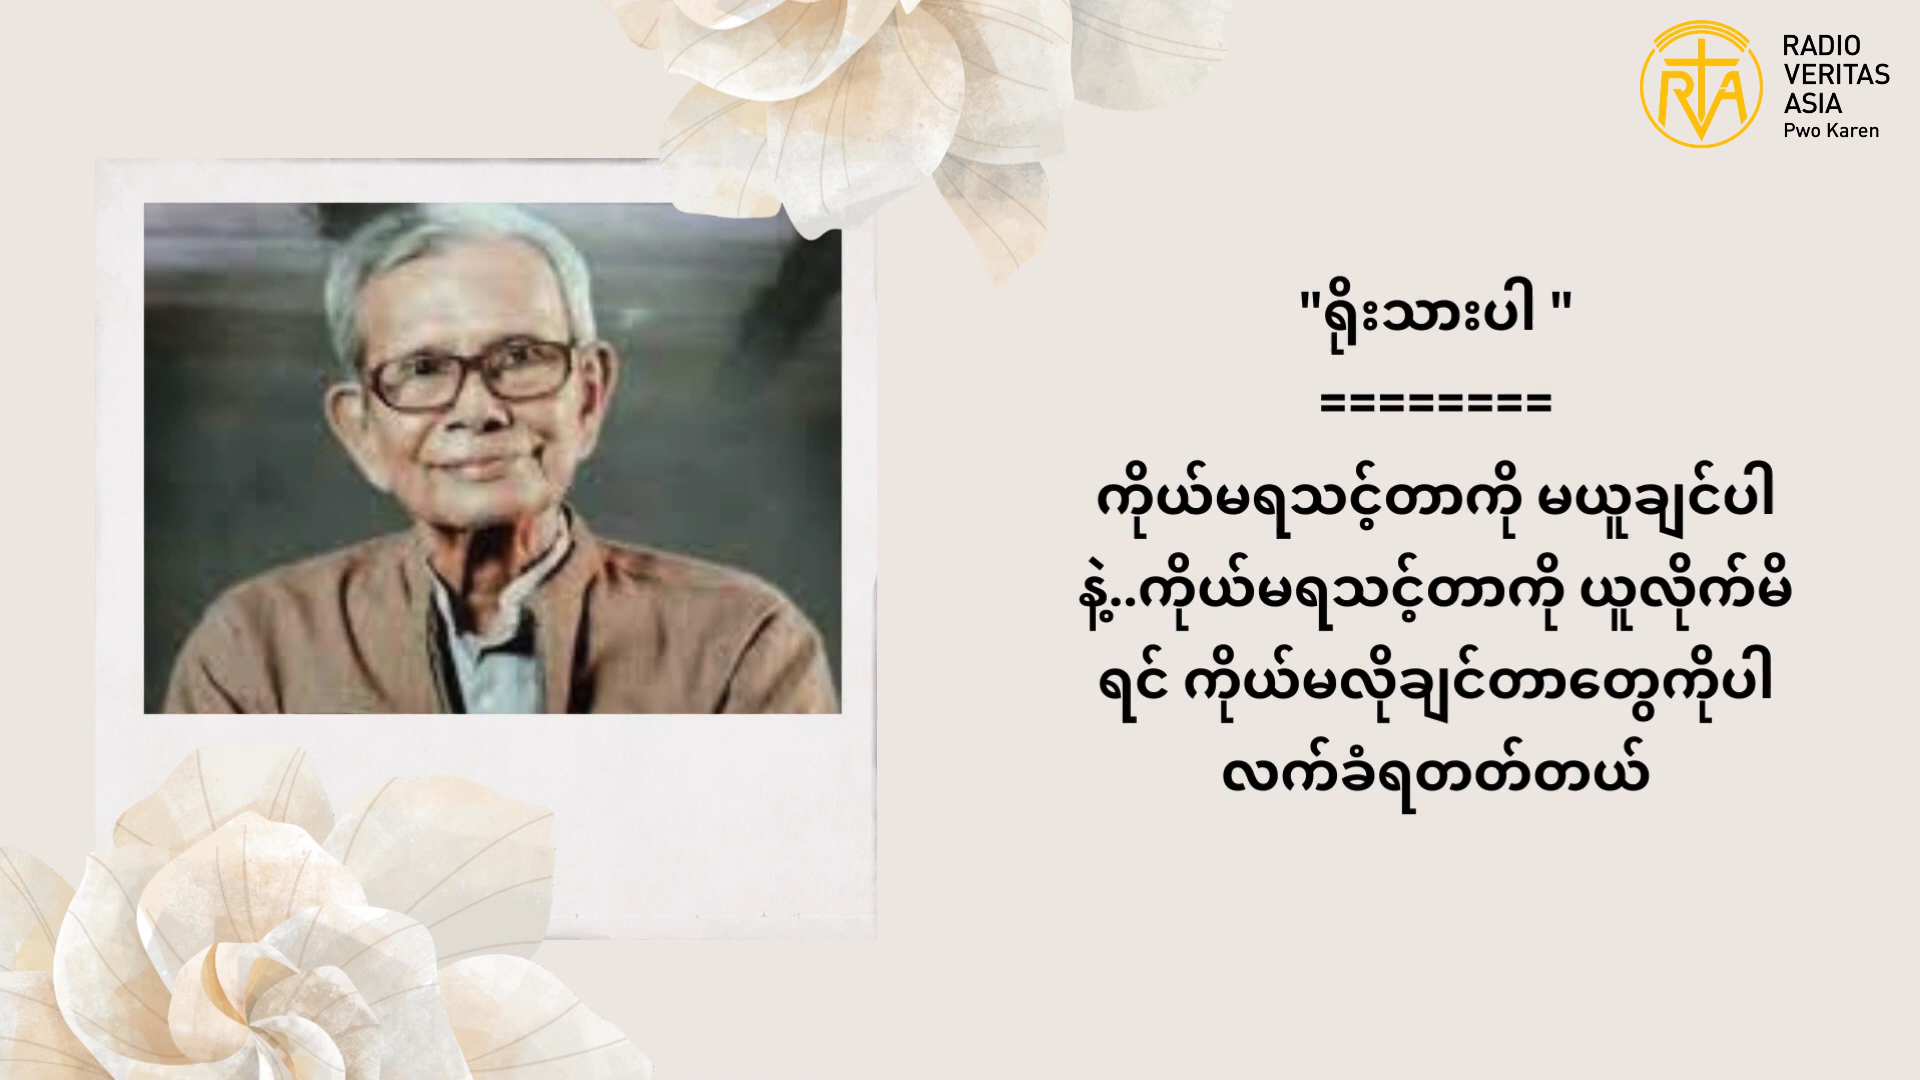 RADIO
VERITAS
ASIA
Pwo Karen
RVA
"ရိုးသားပါ "
========
ကိုယ်မရသင့်တာကို မယူချင်ပါ
နဲ့..ကိုယ်မရသင့်တာကို ယူလိုက်မိ
ရင် ကိုယ်မလိုချင်တာတွေကိုပါ
လက်ခံရတတ်တယ်